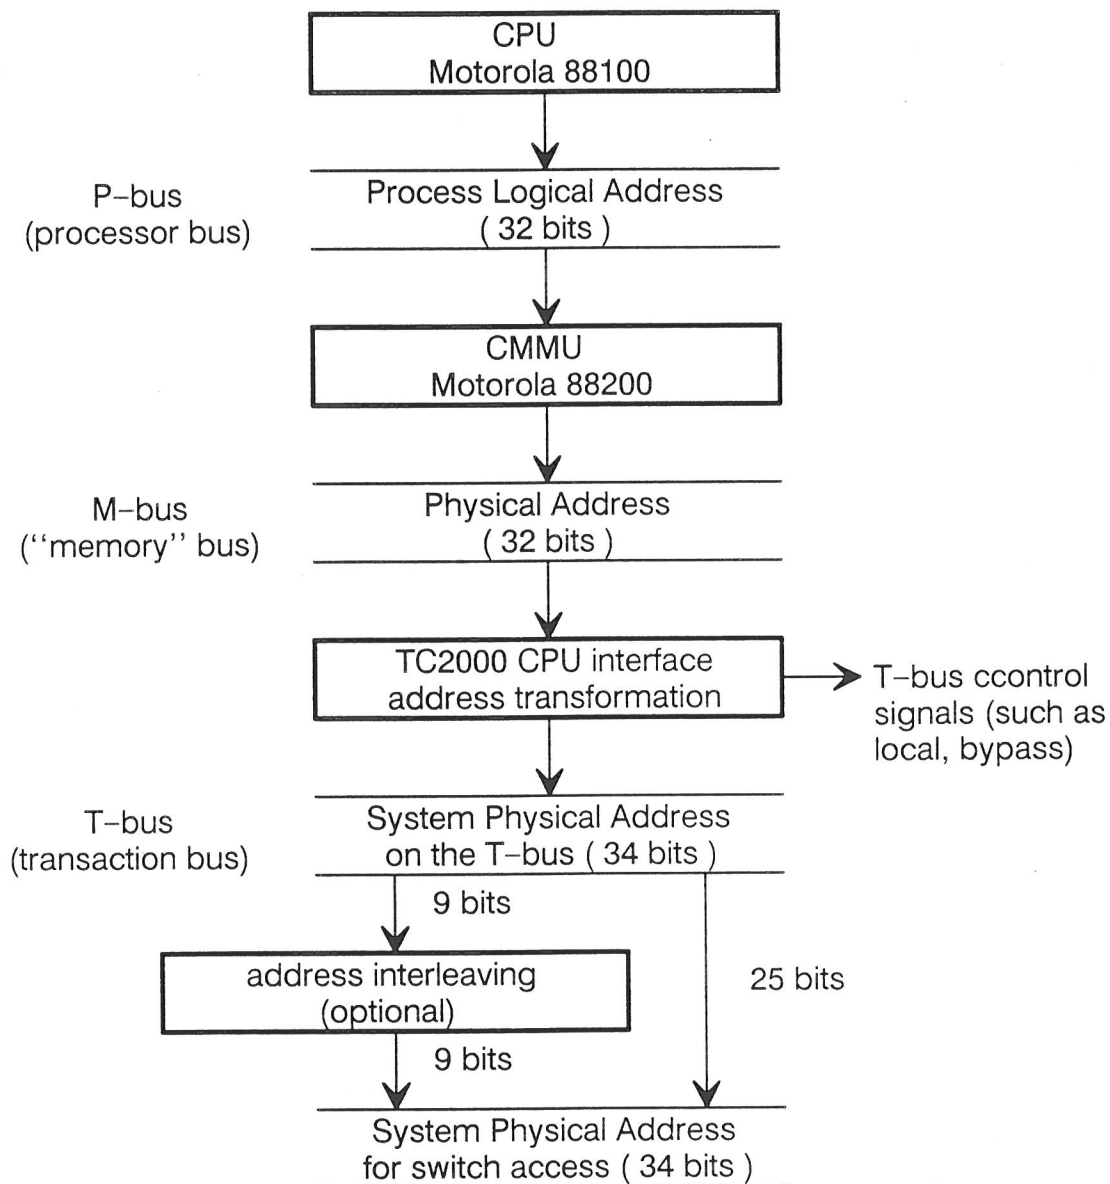 CPU
Motorola 88100
P–bus
(processor bus)
Process Logical Address
( 32 bits )
CMMU
Motorola 88200
M–bus
(“memory” bus)
Physical Address
( 32 bits )
TC2000 CPU interface
address transformation
T–bus ccontrol
signals (such as
local, bypass)
T–bus
(transaction bus)
System Physical Address
on the T–bus ( 34 bits )
9 bits
address interleaving
(optional)
25 bits
9 bits
System Physical Address
for switch access ( 34 bits )